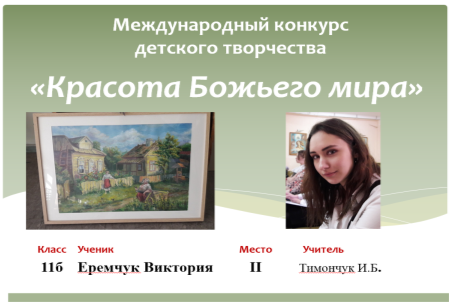 Международный конкурс
детского творчества
«Красота Божьего мира»
Класс Ученик Место Учитель
11б Еремчук Виктория II Тимончук И.Б.